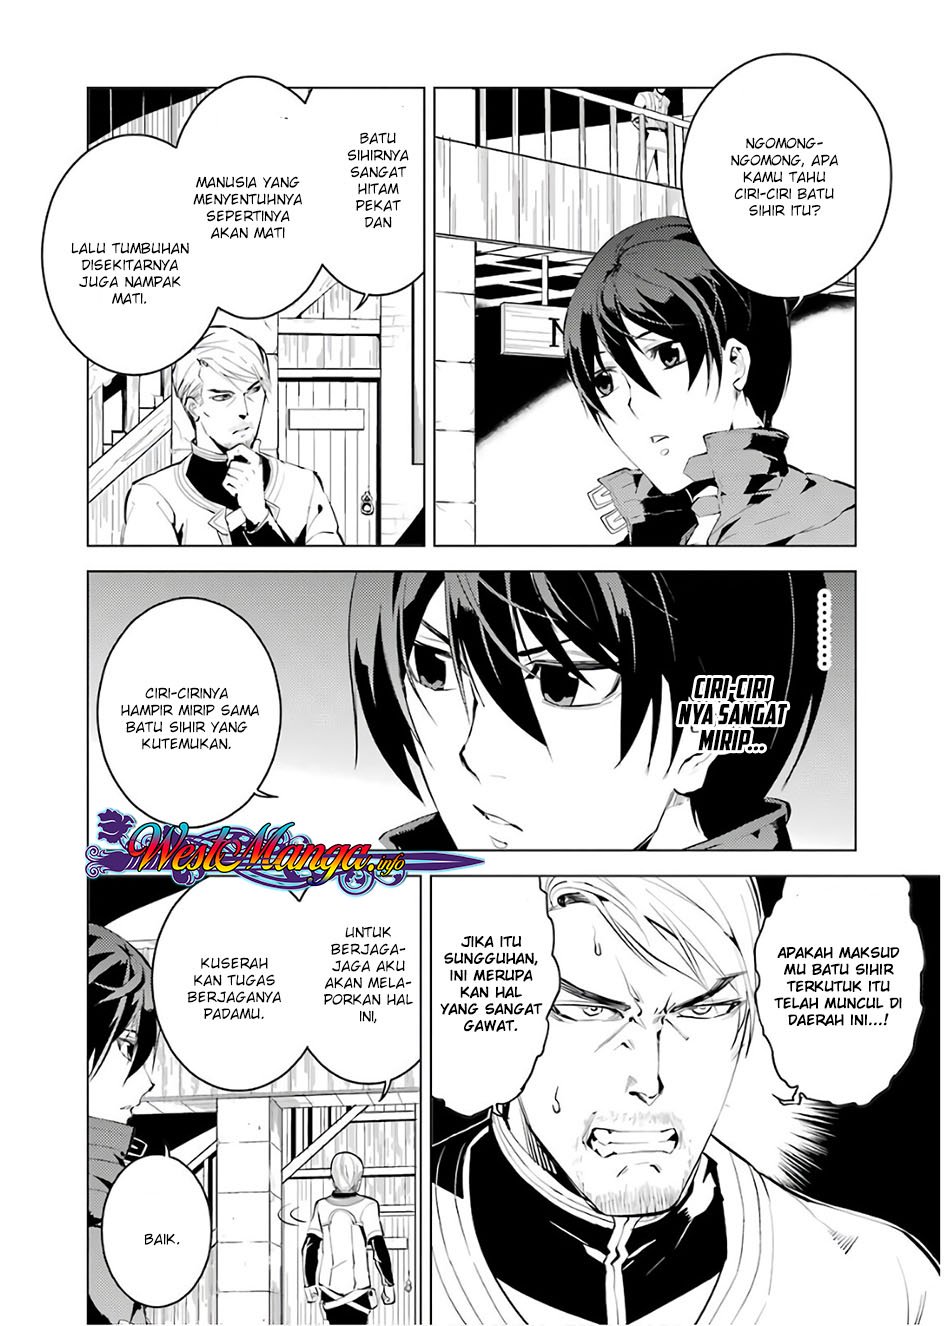 NGOMONG-
NGOMONG, APA
KAMU TAHU
CIRI-CIRI BATU
SIHIR ITU?
N
BATU
SIHIRNYA
SANGAT
HITAM
PEKAT
DAN
MANUSIA YANG
MENYENTUHNYA
SEPERTINYA
AKAN MATI
LALU TUMBUHAN
DISEKITARNYA
JUGA NAMPAK
MATI.
CIRI-CIRI
NYA SANGAT
MIRIP...
CIRI-CIRINYA
HAMPIR MIRIP SAMA
BATU SIHIR YANG
KUTEMUKAN.
WestManga.info
APAKAH MAKSUD
MU BATU SIHIR
TERKUTUK ITU
TELAH MUNCUL DI
DAERAH INI...!
JIKA ITU
SUNGGUHAN,
INI MERUPA
KAN HAL
YANG SANGAT
GAWAT.
UNTUK
BERJAGA-
JAGA AKU
AKAN MELA-
PORKAN HAL
INI,
KUSERAH
KAN TUGAS
BERJAGANYA
PADAMU.
BAIK.